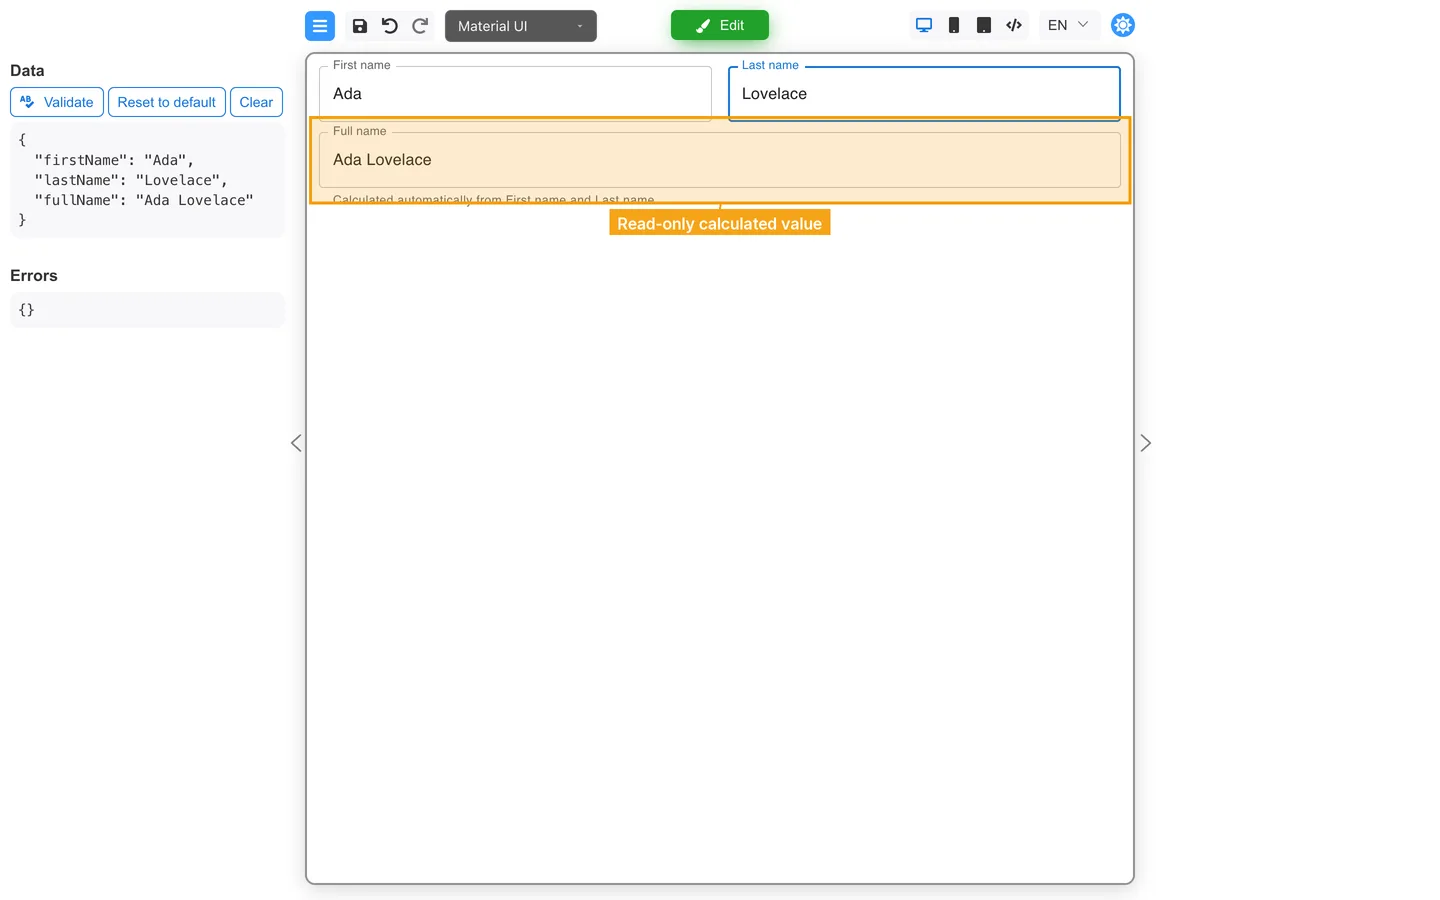 Material UI
Edit
EN
Data
Validate
Reset to default
Clear
{
"firstName": "Ada",
"lastName": "Lovelace",
"fullName": "Ada Lovelace"
}
Errors
{}
First name
Ada
Last name
Lovelace
Full name
Ada Lovelace
Calculated automatically from First name and Last name
Read-only calculated value